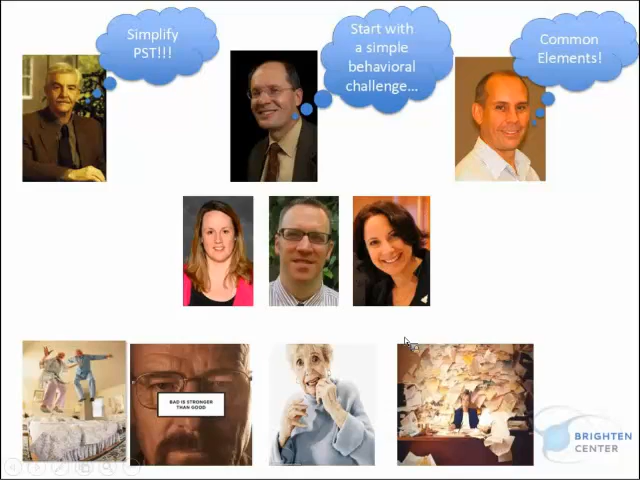 Simplify
PST!!!
Start with
a simple
behavioral
challenge...
Common
Elements!
BAD IS STRONGER
THAN GOOD
BRIGHTEN
CENTER